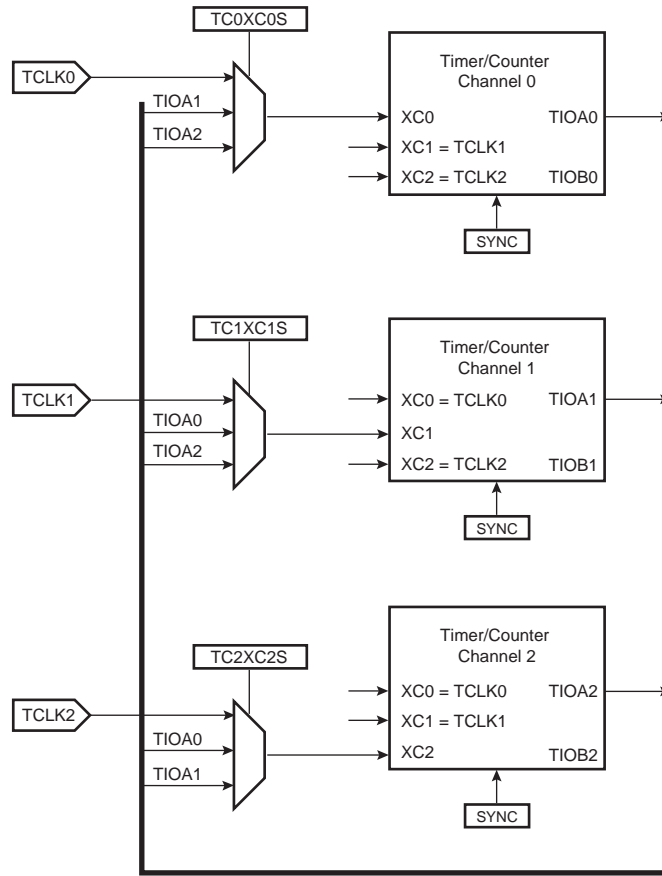 TC0XC0S
TCLK0
TIOA1
TIOA2
Timer/Counter
Channel 0
XC0
TIOA0
XC1 = TCLK1
XC2 = TCLK2
TIOB0
SYNC
TC1XC1S
TCLK1
TIOA0
TIOA2
Timer/Counter
Channel 1
XC0 = TCLK0
TIOA1
XC1
XC2 = TCLK2
TIOB1
SYNC
TC2XC2S
TCLK2
TIOA0
TIOA1
Timer/Counter
Channel 2
XC0 = TCLK0
TIOA2
XC1 = TCLK1
XC2
TIOB2
SYNC